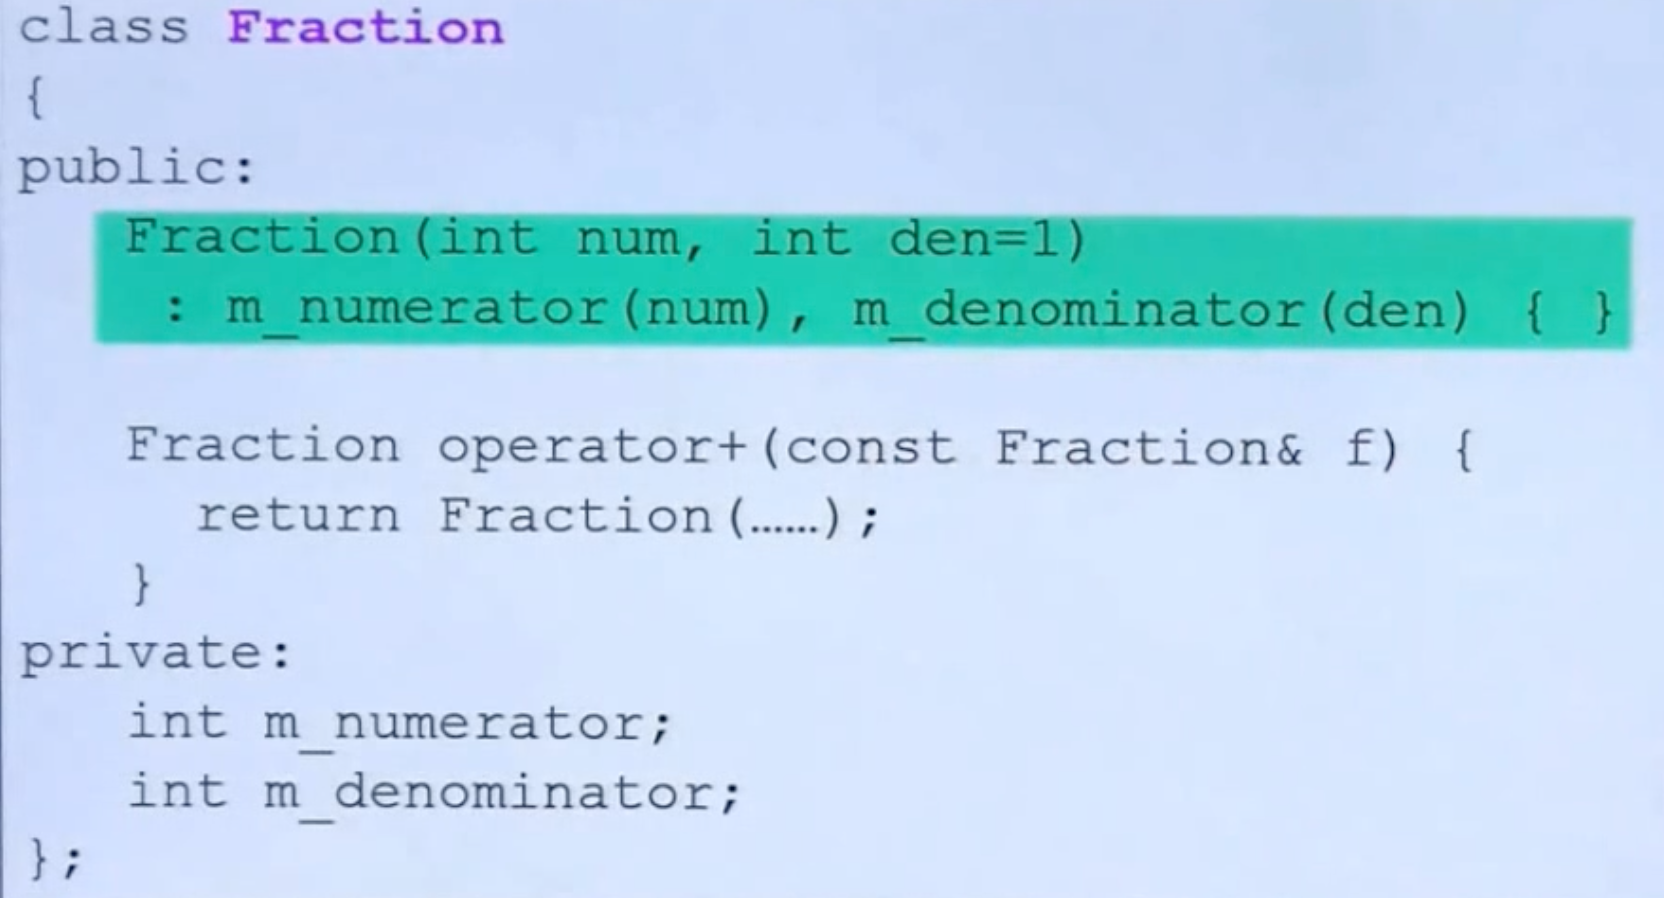 class Fraction
{
public:
Fraction(int num, int den=1)
: m_numerator(num), m_denominator(den) { }
Fraction operator+(const Fraction& f) {
return Fraction(……);
}
private:
int m_numerator;
int m_denominator;
};